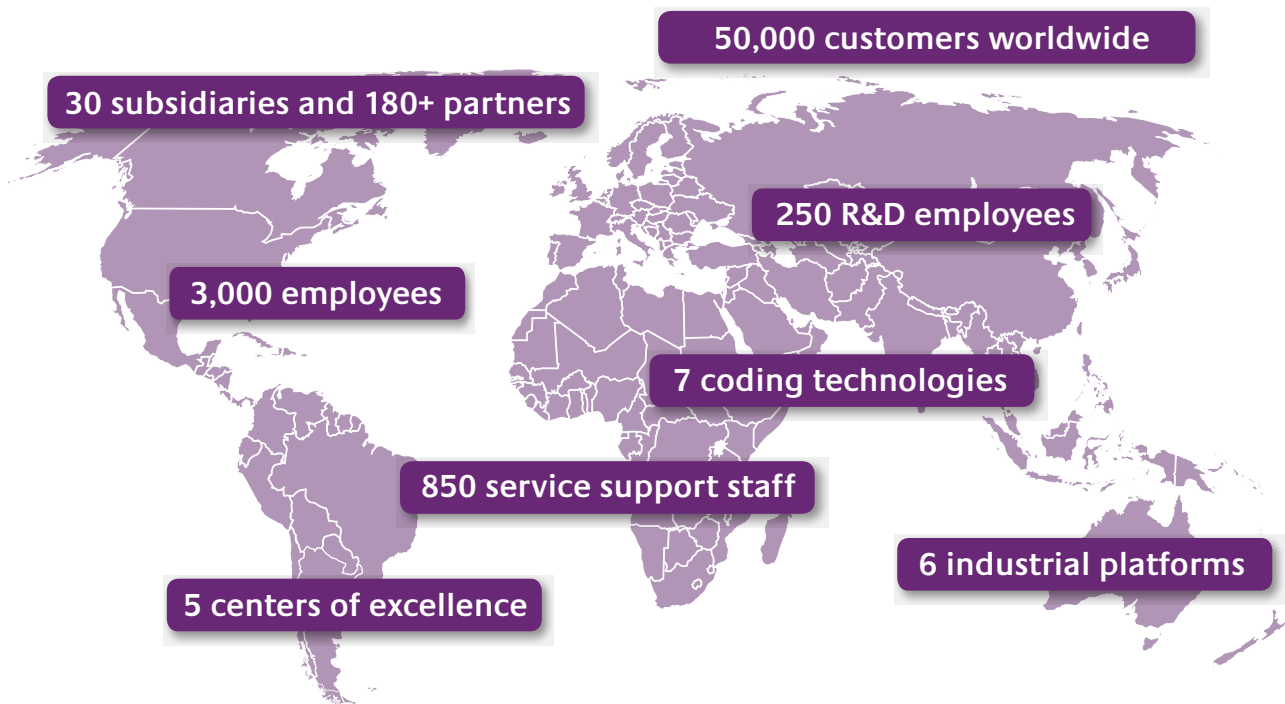 50,000 customers worldwide
30 subsidiaries and 180+ partners
250 R&D employees
3,000 employees
7 coding technologies
850 service support staff
6 industrial platforms
5 centers of excellence